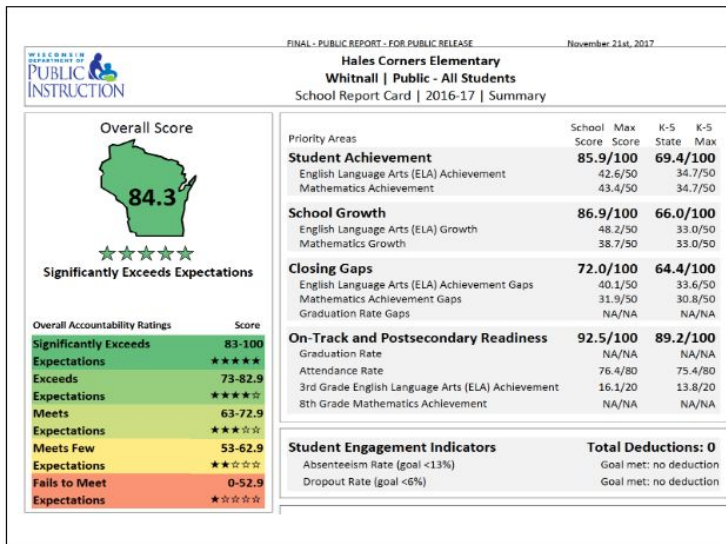 FINAL - PUBLIC REPORT - FOR PUBLIC RELEASE November 21st, 2017
WISCONSIN
DEPARTMENT OF
PUBLIC
INSTRUCTION
Hales Corners Elementary
Whitnall | Public - All Students
School Report Card | 2016-17 | Summary
Overall Score
84.3
★★★★★
Significantly Exceeds Expectations
Overall Accountability Ratings Score
Significantly Exceeds 83-100
Expectations ★★★★★
Exceeds 73-82.9
Expectations ★★★★☆
Meets 63-72.9
Expectations ★★★☆☆
Meets Few 53-62.9
Expectations ★★☆☆☆
Fails to Meet 0-52.9
Expectations ★☆☆☆☆
School Max K-5 K-5
Priority Areas Score Score State Max
Student Achievement 85.9/100 69.4/100
English Language Arts (ELA) Achievement 42.6/50 34.7/50
Mathematics Achievement 43.4/50 34.7/50
School Growth 86.9/100 66.0/100
English Language Arts (ELA) Growth 48.2/50 33.0/50
Mathematics Growth 38.7/50 33.0/50
Closing Gaps 72.0/100 64.4/100
English Language Arts (ELA) Achievement Gaps 40.1/50 33.6/50
Mathematics Achievement Gaps 31.9/50 30.8/50
Graduation Rate Gaps NA/NA NA/NA
On-Track and Postsecondary Readiness 92.5/100 89.2/100
Graduation Rate NA/NA NA/NA
Attendance Rate 76.4/80 75.4/80
3rd Grade English Language Arts (ELA) Achievement 16.1/20 13.8/20
8th Grade Mathematics Achievement NA/NA NA/NA
Student Engagement Indicators Total Deductions: 0
Absenteeism Rate (goal <13%) Goal met: no deduction
Dropout Rate (goal <6%) Goal met: no deduction